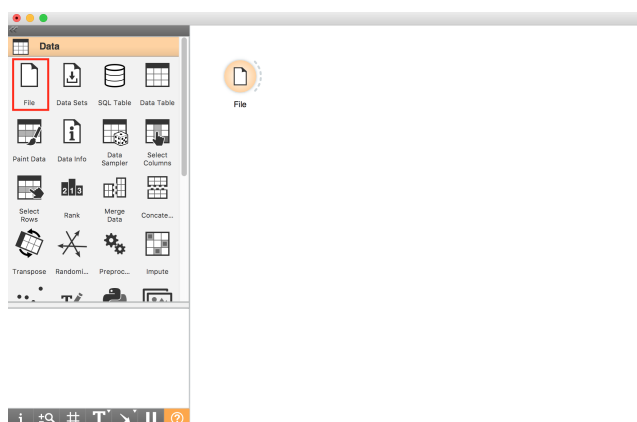 Data
File
Data Sets
SQL Table
Data Table
File
Paint Data
Data Info
Data
Sampler
Select
Columns
Select
Rows
Rank
Merge
Data
Concate...
Transpose
Randomi...
Preproc...
Impute